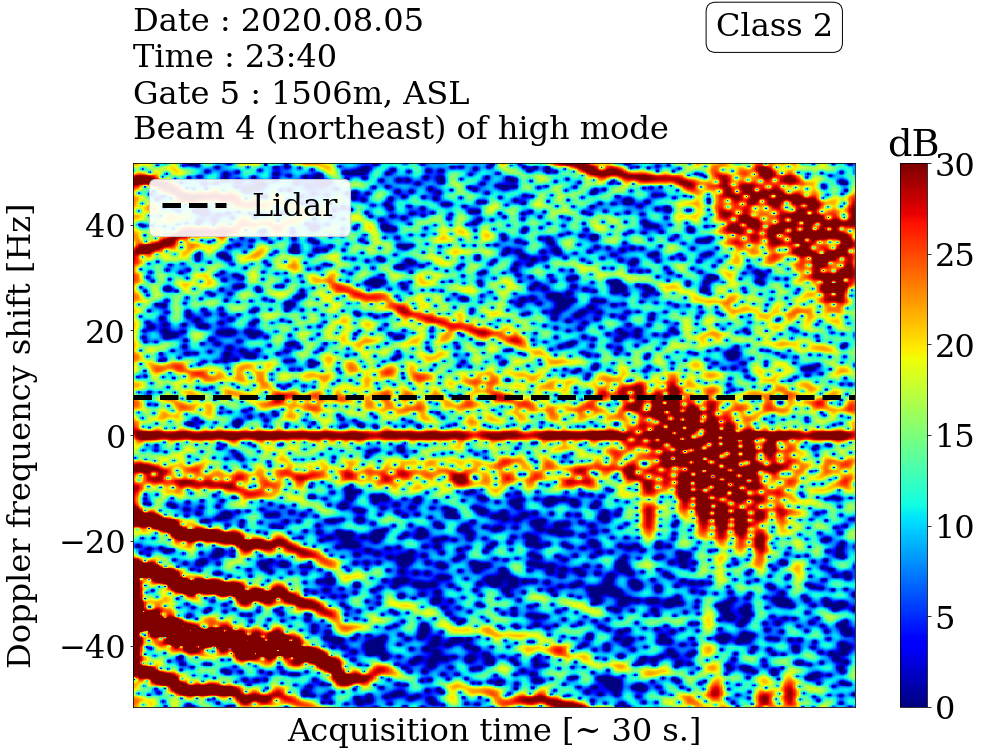 Date : 2020.08.05
Time : 23:40
Gate 5 : 1506m, ASL
Beam 4 (northeast) of high mode
Class 2
dB
Lidar
Doppler frequency shift [Hz]
40
20
0
−20
−40
Acquisition time [~ 30 s.]
30
25
20
15
10
5
0